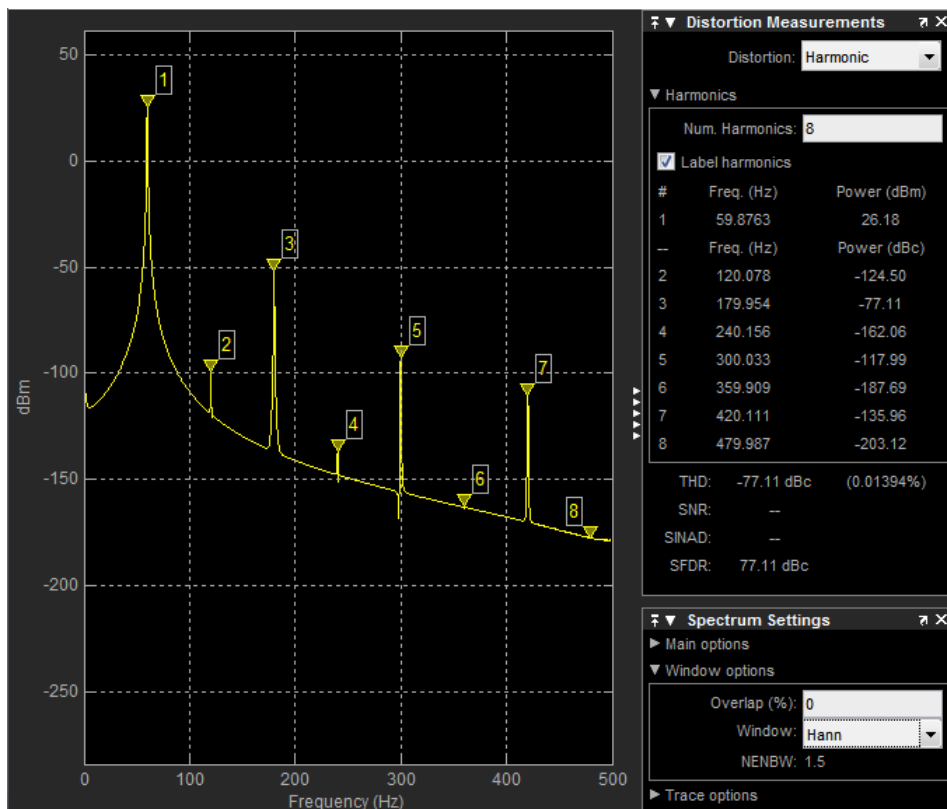 50
0
-50
-100
-150
-200
-250
dBm
0 100 200 300 400 500
Frequency (Hz)
1
2
3
4
5
6
7
8
Distortion Measurements
Distortion: Harmonic
Harmonics
Num. Harmonics: 8
Label harmonics
# Freq. (Hz) Power (dBm)
1 59.8763 26.18
-- Freq. (Hz) Power (dBc)
2 120.078 -124.50
3 179.954 -77.11
4 240.156 -162.06
5 300.033 -117.99
6 359.909 -187.69
7 420.111 -135.96
8 479.987 -203.12
THD: -77.11 dBc (0.01394%)
SNR: --
SINAD: --
SFDR: 77.11 dBc
Spectrum Settings
Main options
Window options
Overlap (%): 0
Window: Hann
NENBW: 1.5
Trace options